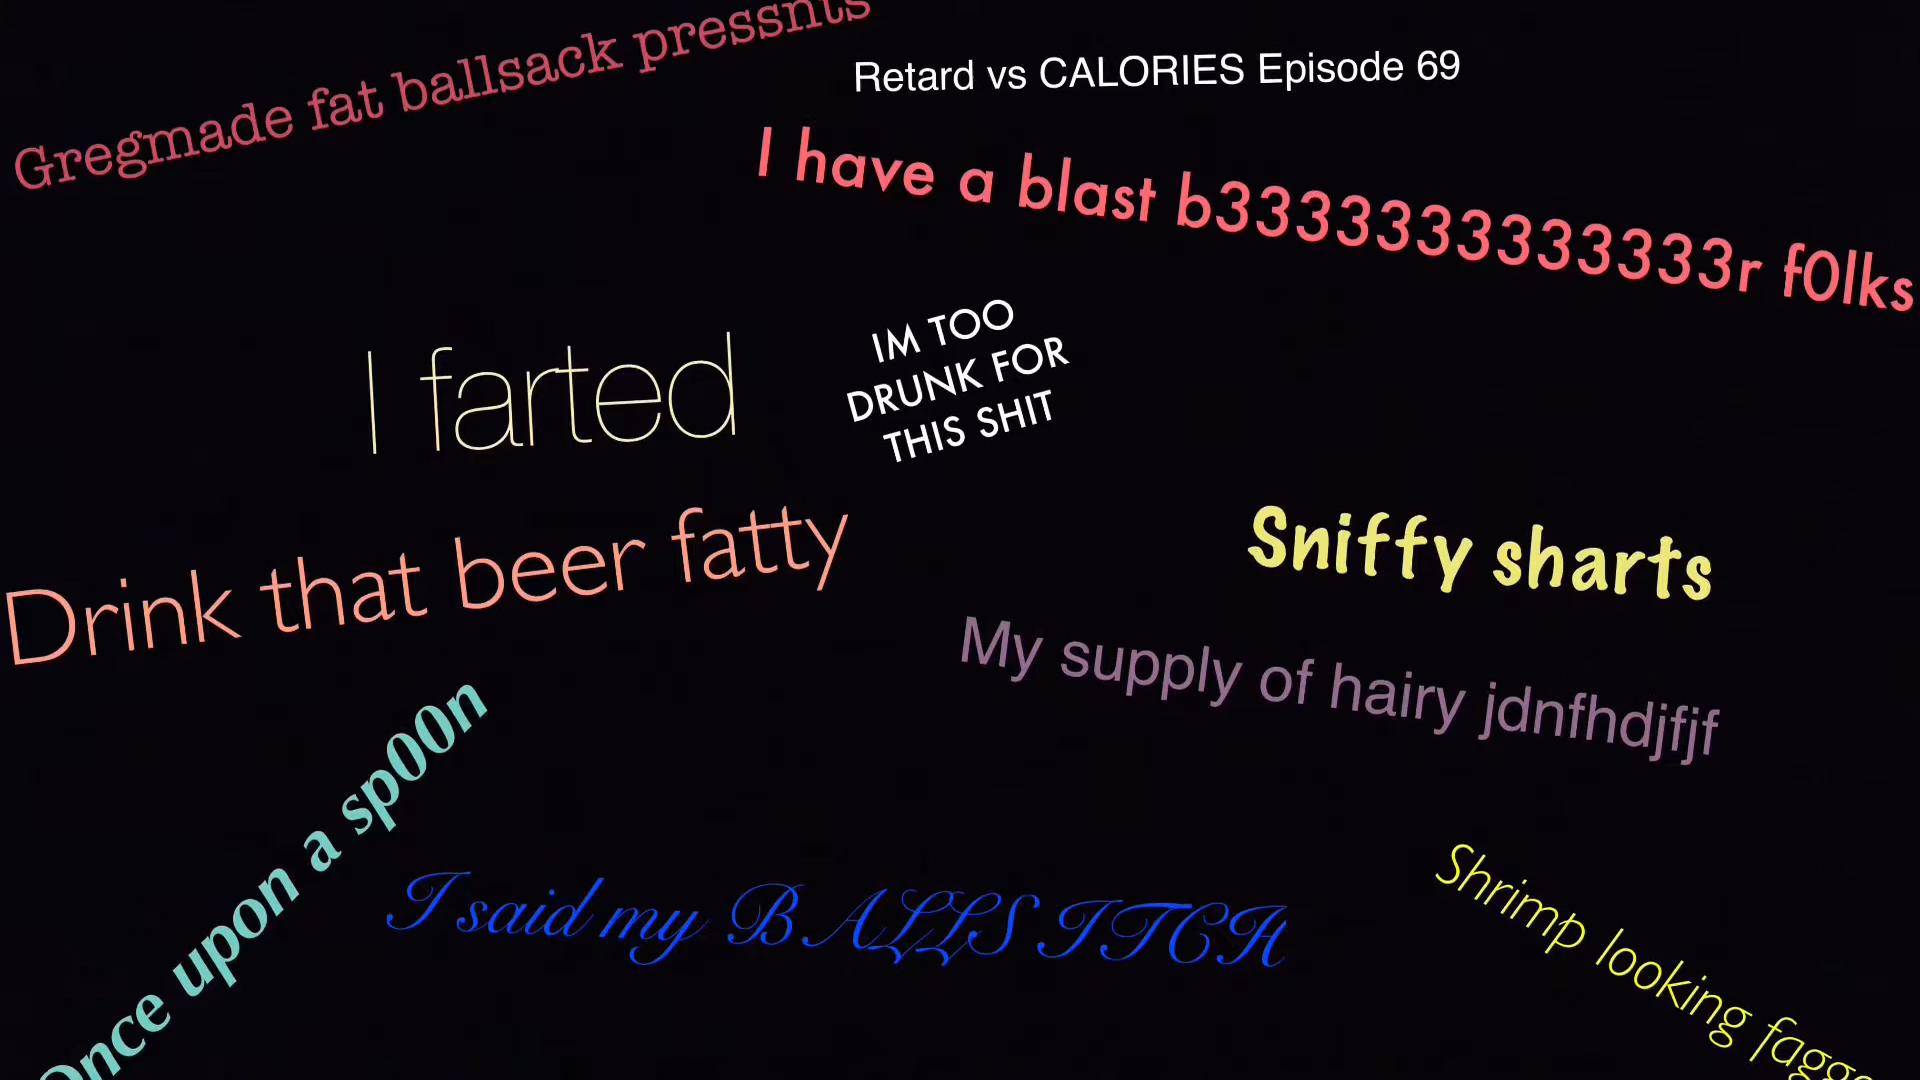 Gregmade fat ballsack pressnts
Retard vs CALORIES Episode 69
I have a blast b3333333333333r f0lks
I farted
IM TOO
DRUNK FOR
THIS SHIT
Drink that beer fatty
Sniffy sharts
My supply of hairy jdnfhdjfjf
Once upon a sp00n
I said my BALLS ITCH
Shrimp looking